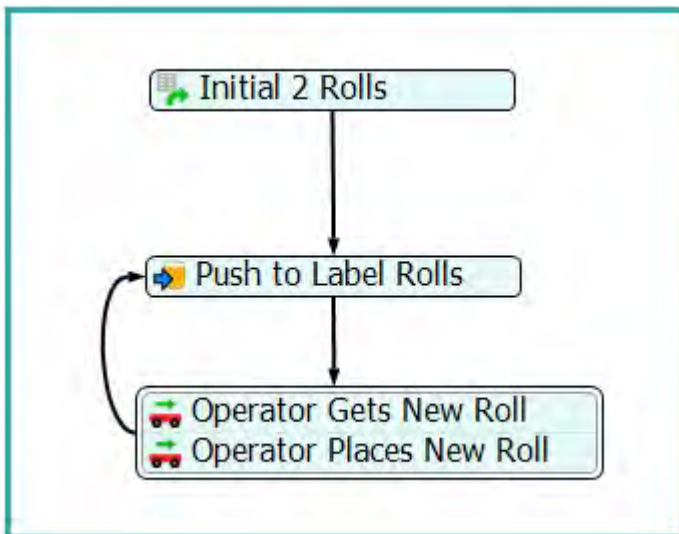 Initial 2 Rolls
Push to Label Rolls
Operator Gets New Roll
Operator Places New Roll